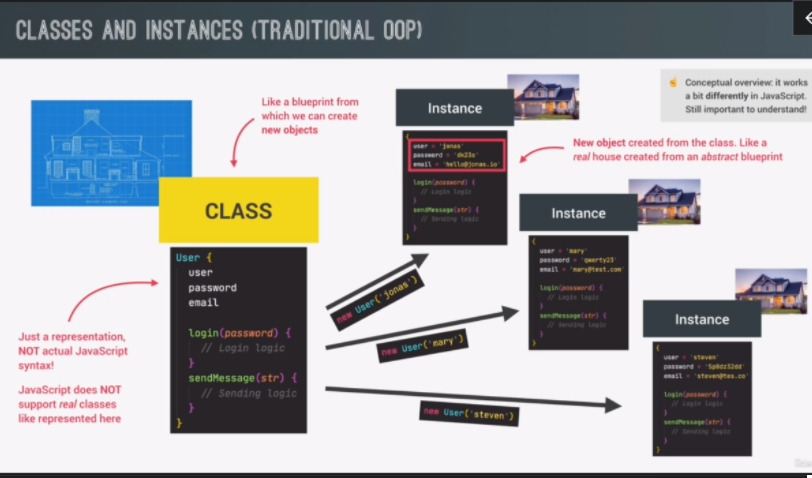 CLASSES AND INSTANCES (TRADITIONAL OOP)
Like a blueprint from
which we can create
new objects
CLASS
User {
user
password
email
login(password) {
// Login logic
}
sendMessage(str) {
// Sending logic
}
}
Just a representation,
NOT actual JavaScript
syntax!
JavaScript does NOT
support real classes
like represented here
new User('jonas')
new User('mary')
new User('steven')
Instance
{
user = 'jonas'
password = 'dk23s'
email = 'hello@jonas.io'
login(password) {
// Login logic
}
sendMessage(str) {
// Sending logic
}
}
New object created from the class. Like a
real house created from an abstract blueprint
☝ Conceptual overview: it works
a bit differently in JavaScript.
Still important to understand!
Instance
{
user = 'mary'
password = 'qwerty23'
email = 'mary@test.com'
login(password) {
// Login logic
}
sendMessage(str) {
// Sending logic
}
}
Instance
{
user = 'steven'
password = '5p8dz32dd'
email = 'steven@tes.co'
login(password) {
// Login logic
}
sendMessage(str) {
// Sending logic
}
}